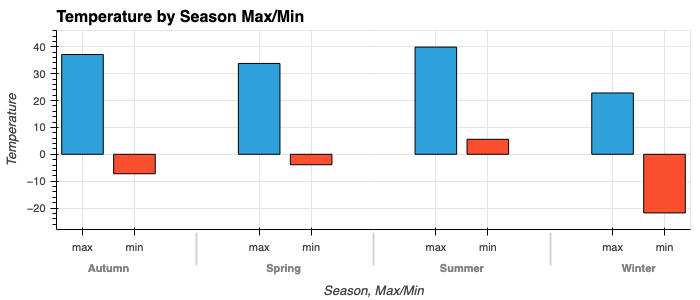 Temperature by Season Max/Min
Temperature
40
30
20
10
0
−10
−20
max min max min max min max min
Autumn Spring Summer Winter
Season, Max/Min